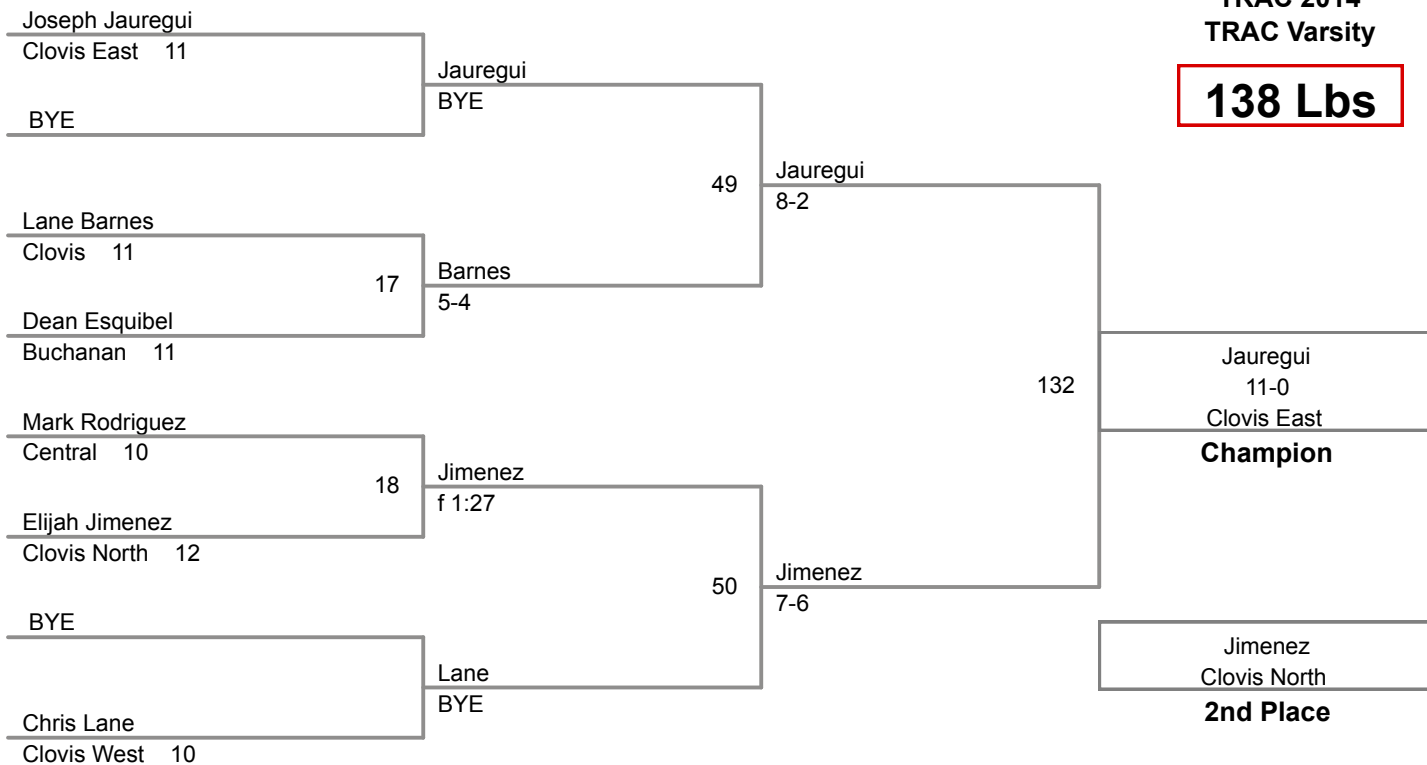 TRAC 2014
TRAC Varsity
138 Lbs
Joseph Jauregui
Clovis East 11
BYE
Jauregui
BYE
Lane Barnes
Clovis 11
17
Dean Esquibel
Buchanan 11
Barnes
5-4
49
Jauregui
8-2
Mark Rodriguez
Central 10
18
Elijah Jimenez
Clovis North 12
Jimenez
f 1:27
BYE
Chris Lane
Clovis West 10
Lane
BYE
50
Jimenez
7-6
132
Jauregui
11-0
Clovis East
Champion
Jimenez
Clovis North
2nd Place